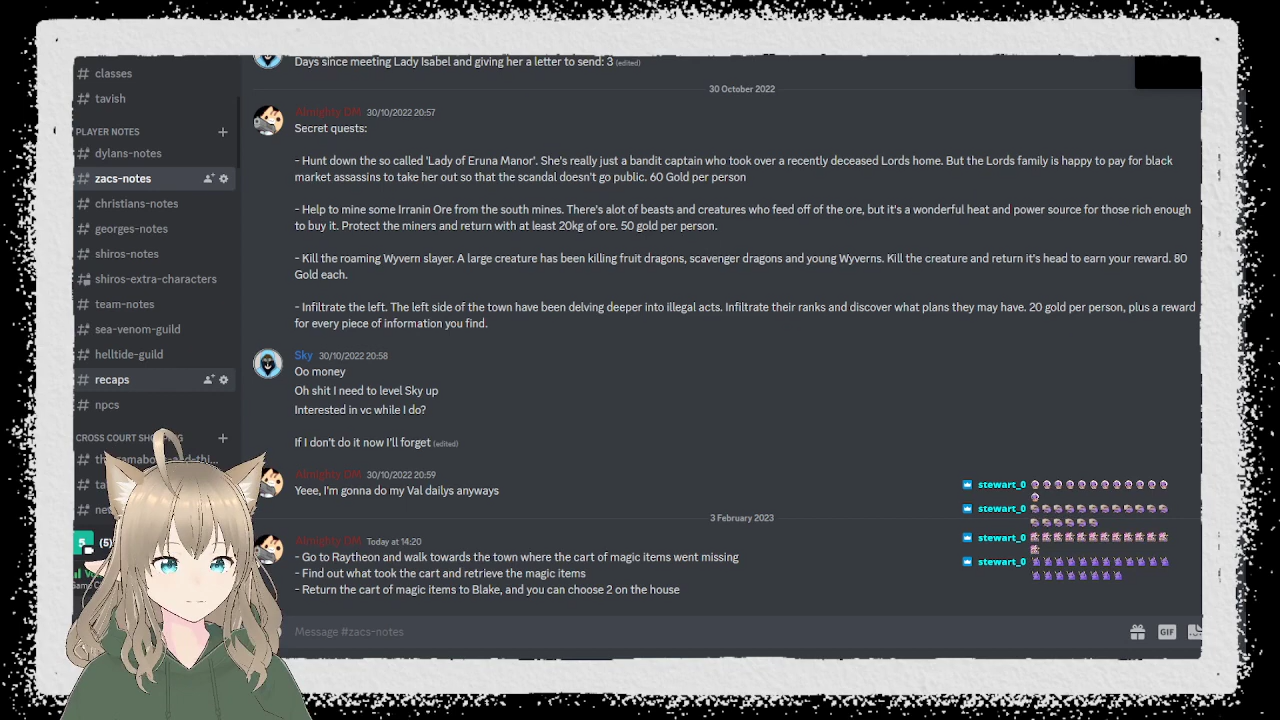 classes
tavish
PLAYER NOTES
dylans-notes
zacs-notes
christians-notes
georges-notes
shiros-notes
shiros-extra-characters
team-notes
sea-venom-guild
helltide-guild
recaps
npcs
CROSS COURT
Days since meeting Lady Isabel and giving her a letter to send: 3 (edited)
30 October 2022
Almighty DM 30/10/2022 20:57
Secret quests:
- Hunt down the so called 'Lady of Eruna Manor'. She's really just a bandit captain who took over a recently deceased Lords home. But the Lords family is happy to pay for black
market assassins to take her out so that the scandal doesn't go public. 60 Gold per person
- Help to mine some Irranin Ore from the south mines. There's alot of beasts and creatures who feed off of the ore, but it's a wonderful heat and power source for those rich enough
to buy it. Protect the miners and return with at least 20kg of ore. 50 gold per person.
- Kill the roaming Wyvern slayer. A large creature has been killing fruit dragons, scavenger dragons and young Wyverns. Kill the creature and return it's head to earn your reward. 80
Gold each.
- Infiltrate the left. The left side of the town have been delving deeper into illegal acts. Infiltrate their ranks and discover what plans they may have. 20 gold per person, plus a reward
for every piece of information you find.
Sky 30/10/2022 20:58
Oo money
Oh shit I need to level Sky up
Interested in vc while I do?
If I don't do it now I'll forget (edited)
Almighty DM 30/10/2022 20:59
Yeee, I'm gonna do my Val dailys anyways
3 February 2023
Almighty DM Today at 14:20
- Go to Raytheon and walk towards the town where the cart of magic items went missing
- Find out what took the cart and retrieve the magic items
- Return the cart of magic items to Blake, and you can choose 2 on the house
Message #zacs-notes
GIF
stewart_0
stewart_0
stewart_0
stewart_0